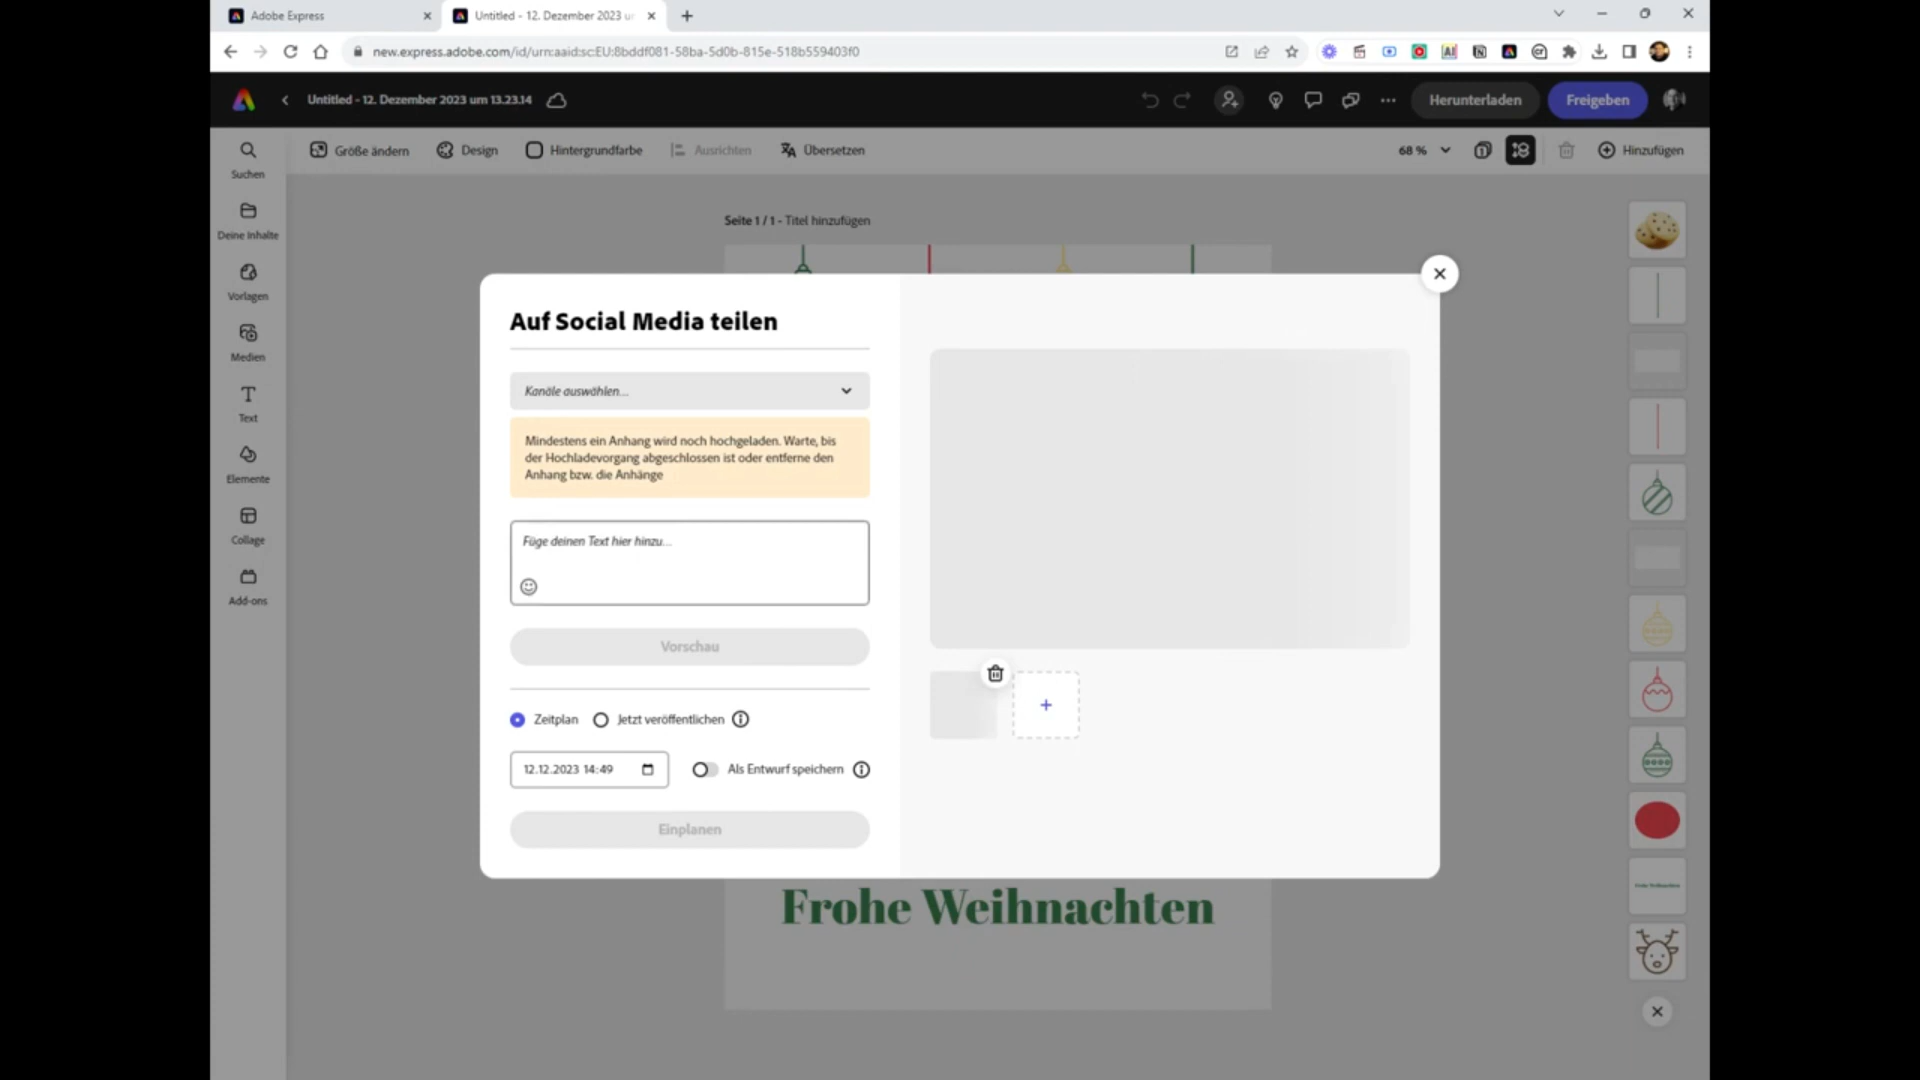 Adobe Express
Untitled - 12. Dezember 2023 ur
new.express.adobe.com/id/urn:aaid:sc:EU:8bddf081-58ba-5d0b-815e-518b559403f0
Untitled - 12. Dezember 2023 um 13.23.14
Herunterladen
Freigeben
Größe ändern
Design
Hintergrundfarbe
Ausrichten
Übersetzen
68 %
Hinzufügen
Suchen
Deine Inhalte
Vorlagen
Medien
Text
Elemente
Collage
Add-ons
Seite 1 / 1 - Titel hinzufügen
Auf Social Media teilen
Kanäle auswählen...
Mindestens ein Anhang wird noch hochgeladen. Warte, bis
der Hochladevorgang abgeschlossen ist oder entferne den
Anhang bzw. die Anhänge
Füge deinen Text hier hinzu...
Vorschau
Zeitplan
Jetzt veröffentlichen
12.12.2023 14:49
Als Entwurf speichern
Einplanen
Frohe Weihnachten
Frohe Weihnachten